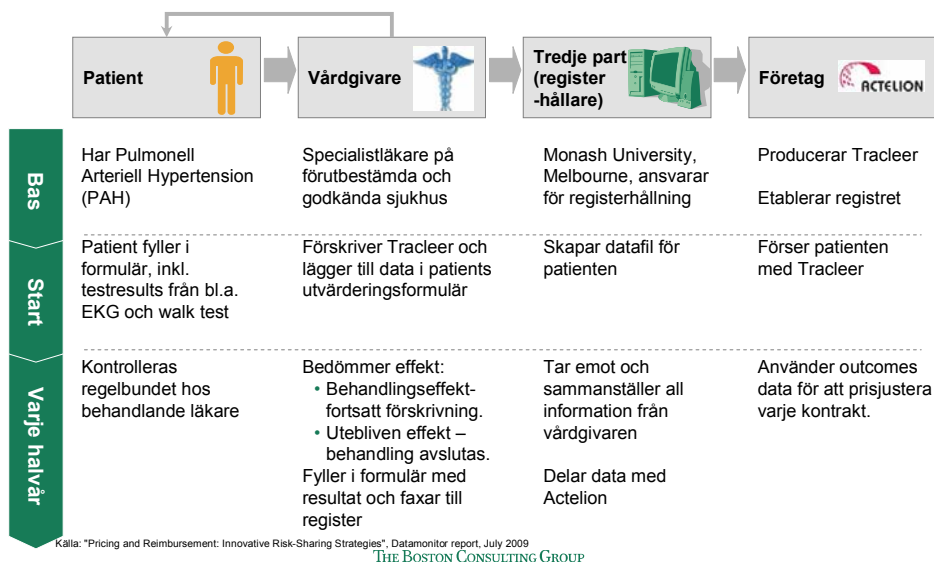 Patient
Vårdgivare
Tredje part
(register
-hållare)
Företag
ACTELION
Bas
Har Pulmonell
Arteriell Hypertension
(PAH)
Specialistläkare på
förutbestämda och
godkända sjukhus
Monash University,
Melbourne, ansvarar
för registerhållning
Producerar Tracleer
Etablerar registret
Start
Patient fyller i
formulär, inkl.
testresults från bl.a.
EKG och walk test
Förskriver Tracleer och
lägger till data i patients
utvärderingsformulär
Skapar datafil för
patienten
Förser patienten
med Tracleer
Varje halvår
Kontrolleras
regelbundet hos
behandlande läkare
Bedömmer effekt:
• Behandlingseffekt-
fortsatt förskrivning.
• Utebliven effekt –
behandling avslutas.
Fyller i formulär med
resultat och faxar till
register
Tar emot och
sammanställer all
information från
vårdgivaren
Delar data med
Actelion
Använder outcomes
data för att prisjustera
varje kontrakt.
Källa: "Pricing and Reimbursement: Innovative Risk-Sharing Strategies", Datamonitor report, July 2009
THE BOSTON CONSULTING GROUP